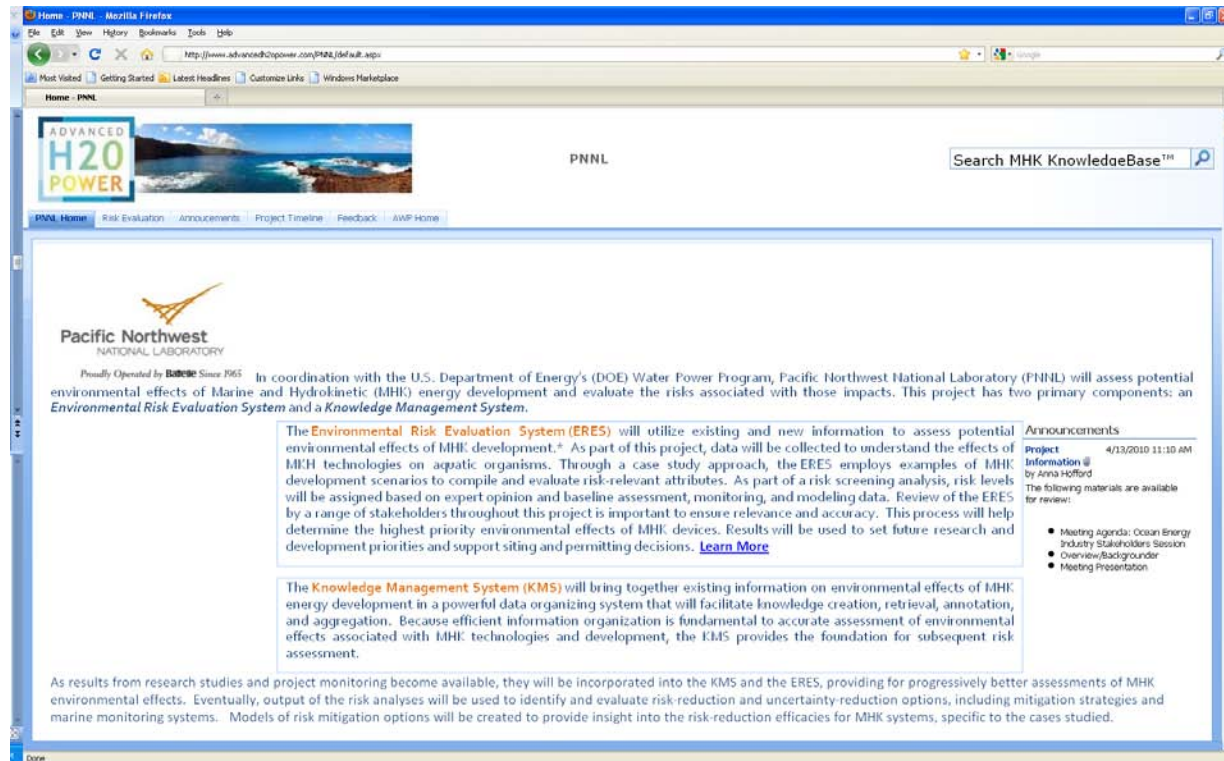 Home - PNNL - Mozilla Firefox
File Edit View History Bookmarks Tools Help
http://www.advancedh2opower.com/PNNL/default.aspx
Google
Most Visited Getting Started Latest Headlines Customize Links Windows Marketplace
Home - PNNL
ADVANCED
H20
POWER
PNNL
Search MHK KnowledgeBase™
PNNL Home Risk Evaluation Annoucements Project Timeline Feedback AWP Home
Pacific Northwest
NATIONAL LABORATORY
Proudly Operated by Battelle Since 1965
In coordination with the U.S. Department of Energy's (DOE) Water Power Program, Pacific Northwest National Laboratory (PNNL) will assess potential
environmental effects of Marine and Hydrokinetic (MHK) energy development and evaluate the risks associated with those impacts. This project has two primary components: an
Environmental Risk Evaluation System and a Knowledge Management System.
The Environmental Risk Evaluation System (ERES) will utilize existing and new information to assess potential
environmental effects of MHK development.* As part of this project, data will be collected to understand the effects of
MKH technologies on aquatic organisms. Through a case study approach, the ERES employs examples of MHK
development scenarios to compile and evaluate risk-relevant attributes. As part of a risk screening analysis, risk levels
will be assigned based on expert opinion and baseline assessment, monitoring, and modeling data. Review of the ERES
by a range of stakeholders throughout this project is important to ensure relevance and accuracy. This process will help
determine the highest priority environmental effects of MHK devices. Results will be used to set future research and
development priorities and support siting and permitting decisions. Learn More
Announcements
Project 4/13/2010 11:10 AM
Information
by Anna Hofford
The following materials are available
for review:
• Meeting Agenda: Ocean Energy
Industry Stakeholders Session
• Overview/Backgrounder
• Meeting Presentation
The Knowledge Management System (KMS) will bring together existing information on environmental effects of MHK
energy development in a powerful data organizing system that will facilitate knowledge creation, retrieval, annotation,
and aggregation. Because efficient information organization is fundamental to accurate assessment of environmental
effects associated with MHK technologies and development, the KMS provides the foundation for subsequent risk
assessment.
As results from research studies and project monitoring become available, they will be incorporated into the KMS and the ERES, providing for progressively better assessments of MHK
environmental effects. Eventually, output of the risk analyses will be used to identify and evaluate risk-reduction and uncertainty-reduction options, including mitigation strategies and
marine monitoring systems. Models of risk mitigation options will be created to provide insight into the risk-reduction efficacies for MHK systems, specific to the cases studied.
Done